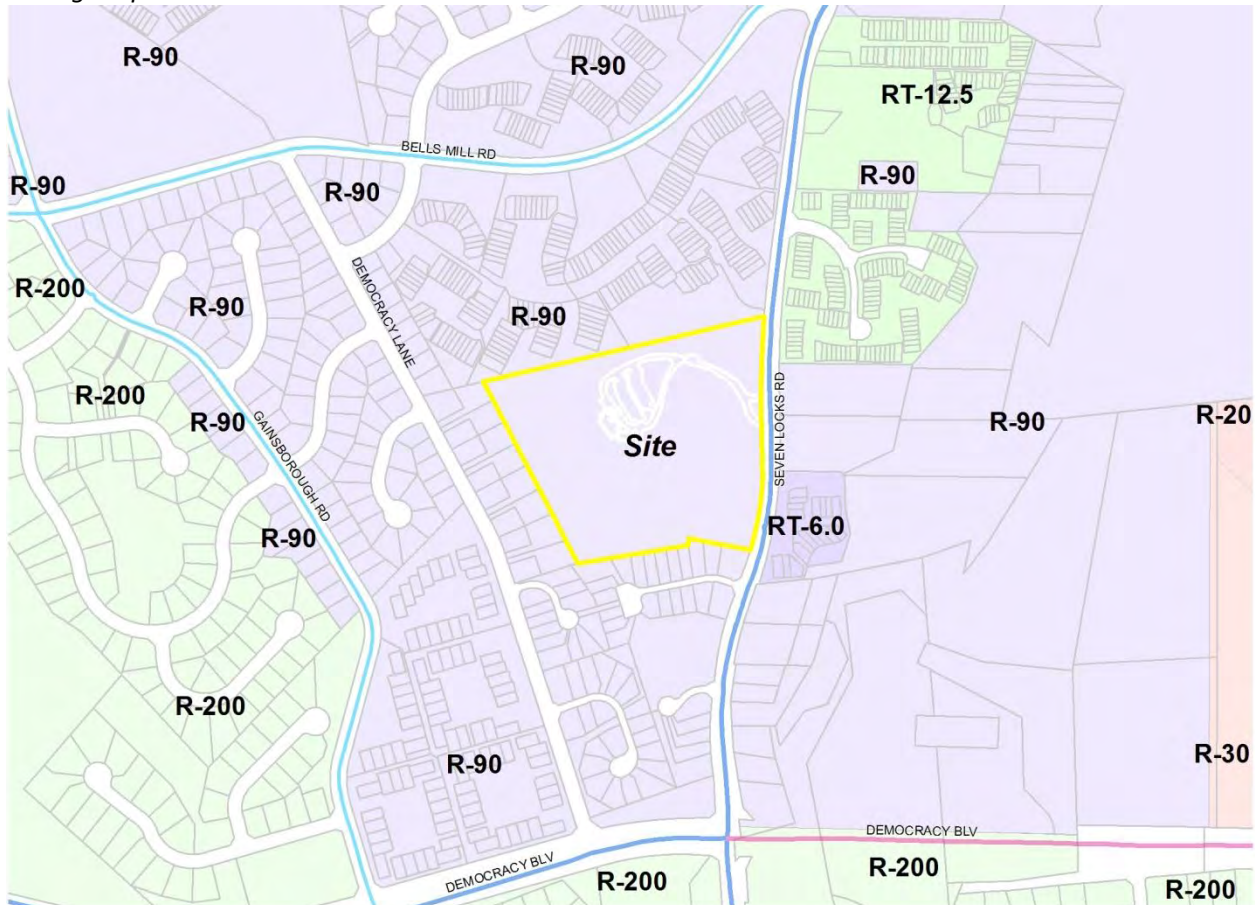 R-90
R-90
RT-12.5
BELLS MILL RD
R-90
R-90
R-90
DEMOCRACY LANE
R-200
R-90
R-90
R-200
R-90
GAINSBOROUGH RD
SEVEN LOCKS RD
R-90
R-20
Site
R-90
RT-6.0
R-200
R-90
R-30
DEMOCRACY BLV
DEMOCRACY BLV
R-200
R-200
R-200